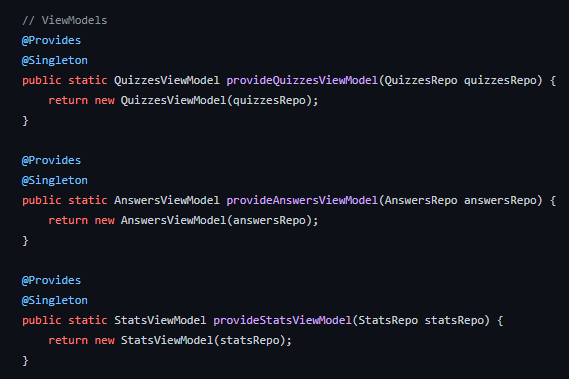 // ViewModels
@Provides
@Singleton
public static QuizzesViewModel provideQuizzesViewModel(QuizzesRepo quizzesRepo) {
    return new QuizzesViewModel(quizzesRepo);
}

@Provides
@Singleton
public static AnswersViewModel provideAnswersViewModel(AnswersRepo answersRepo) {
    return new AnswersViewModel(answersRepo);
}

@Provides
@Singleton
public static StatsViewModel provideStatsViewModel(StatsRepo statsRepo) {
    return new StatsViewModel(statsRepo);
}